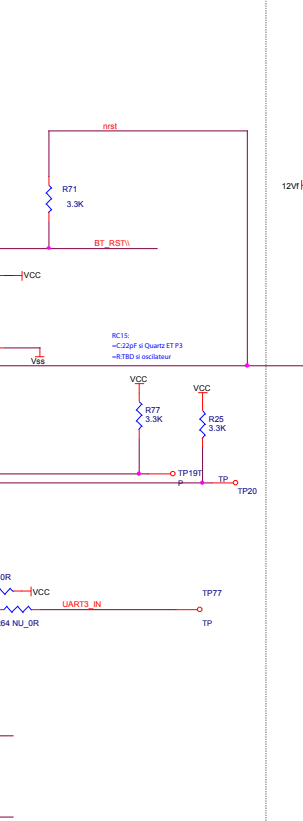 nrst
12Vf
R71
3.3K
BT_RST\\
VCC
RC15:
=C:22pF si Quartz ET P3
=R:TBD si oscilateur
Vss
VCC
VCC
R77
3.3K
R25
3.3K
TP19T
P
TP
TP20
0R
VCC
TP77
UART3_IN
64 NU_0R
TP